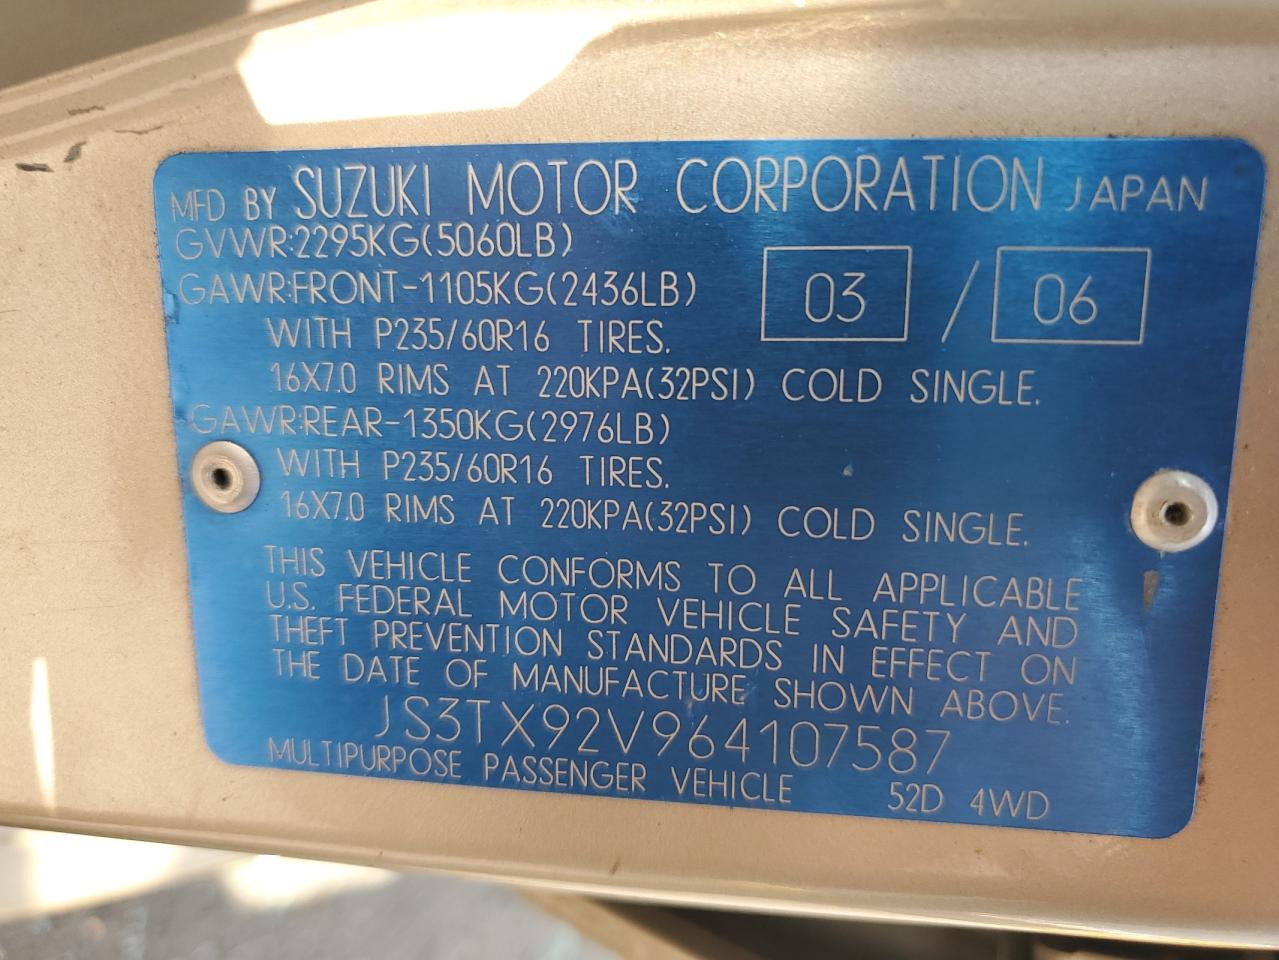 MFD BY SUZUKI MOTOR CORPORATION JAPAN
GVWR:2295KG(5060LB)
GAWR:FRONT-1105KG(2436LB)
03 / 06
WITH P235/60R16 TIRES.
16X7.0 RIMS AT 220KPA(32PSI) COLD SINGLE.
GAWR:REAR-1350KG(2976LB)
WITH P235/60R16 TIRES.
16X7.0 RIMS AT 220KPA(32PSI) COLD SINGLE.
THIS VEHICLE CONFORMS TO ALL APPLICABLE
U.S. FEDERAL MOTOR VEHICLE SAFETY AND
THEFT PREVENTION STANDARDS IN EFFECT ON
THE DATE OF MANUFACTURE SHOWN ABOVE.
JS3TX92V964107587
MULTIPURPOSE PASSENGER VEHICLE 52D 4WD